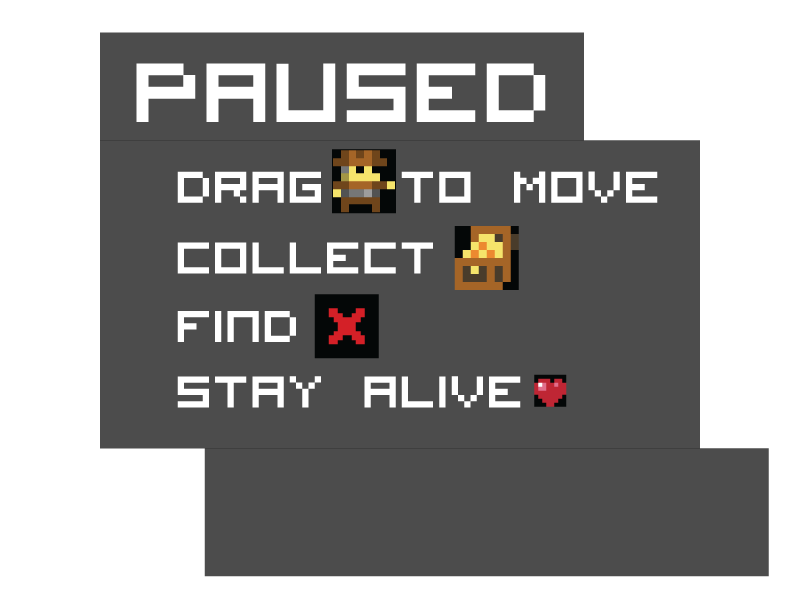 PAUSED
DRAG TO MOVE
COLLECT
FIND
STAY ALIVE